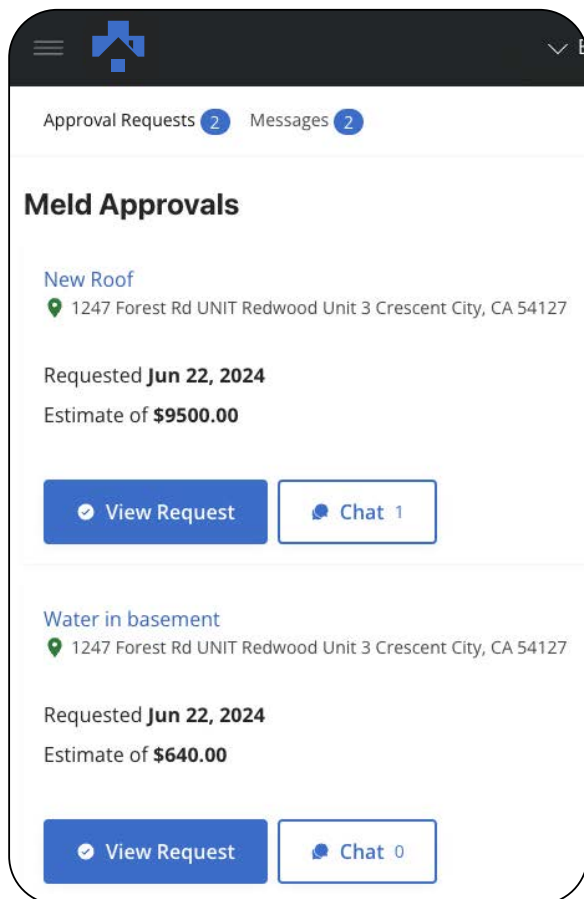 Approval Requests 2 Messages 2
Meld Approvals
New Roof
1247 Forest Rd UNIT Redwood Unit 3 Crescent City, CA 54127
Requested Jun 22, 2024
Estimate of $9500.00
View Request Chat 1
Water in basement
1247 Forest Rd UNIT Redwood Unit 3 Crescent City, CA 54127
Requested Jun 22, 2024
Estimate of $640.00
View Request Chat 0